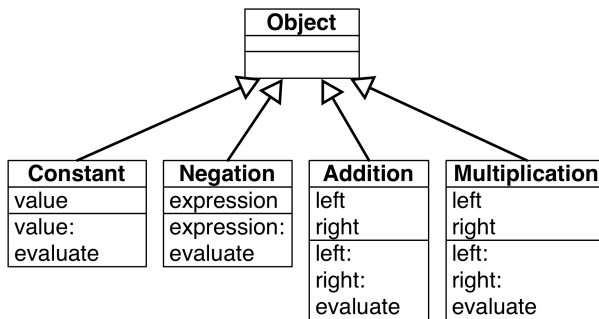 Object
Constant
value
value:
evaluate
Negation
expression
expression:
evaluate
Addition
left
right
left:
right:
evaluate
Multiplication
left
right
left:
right:
evaluate